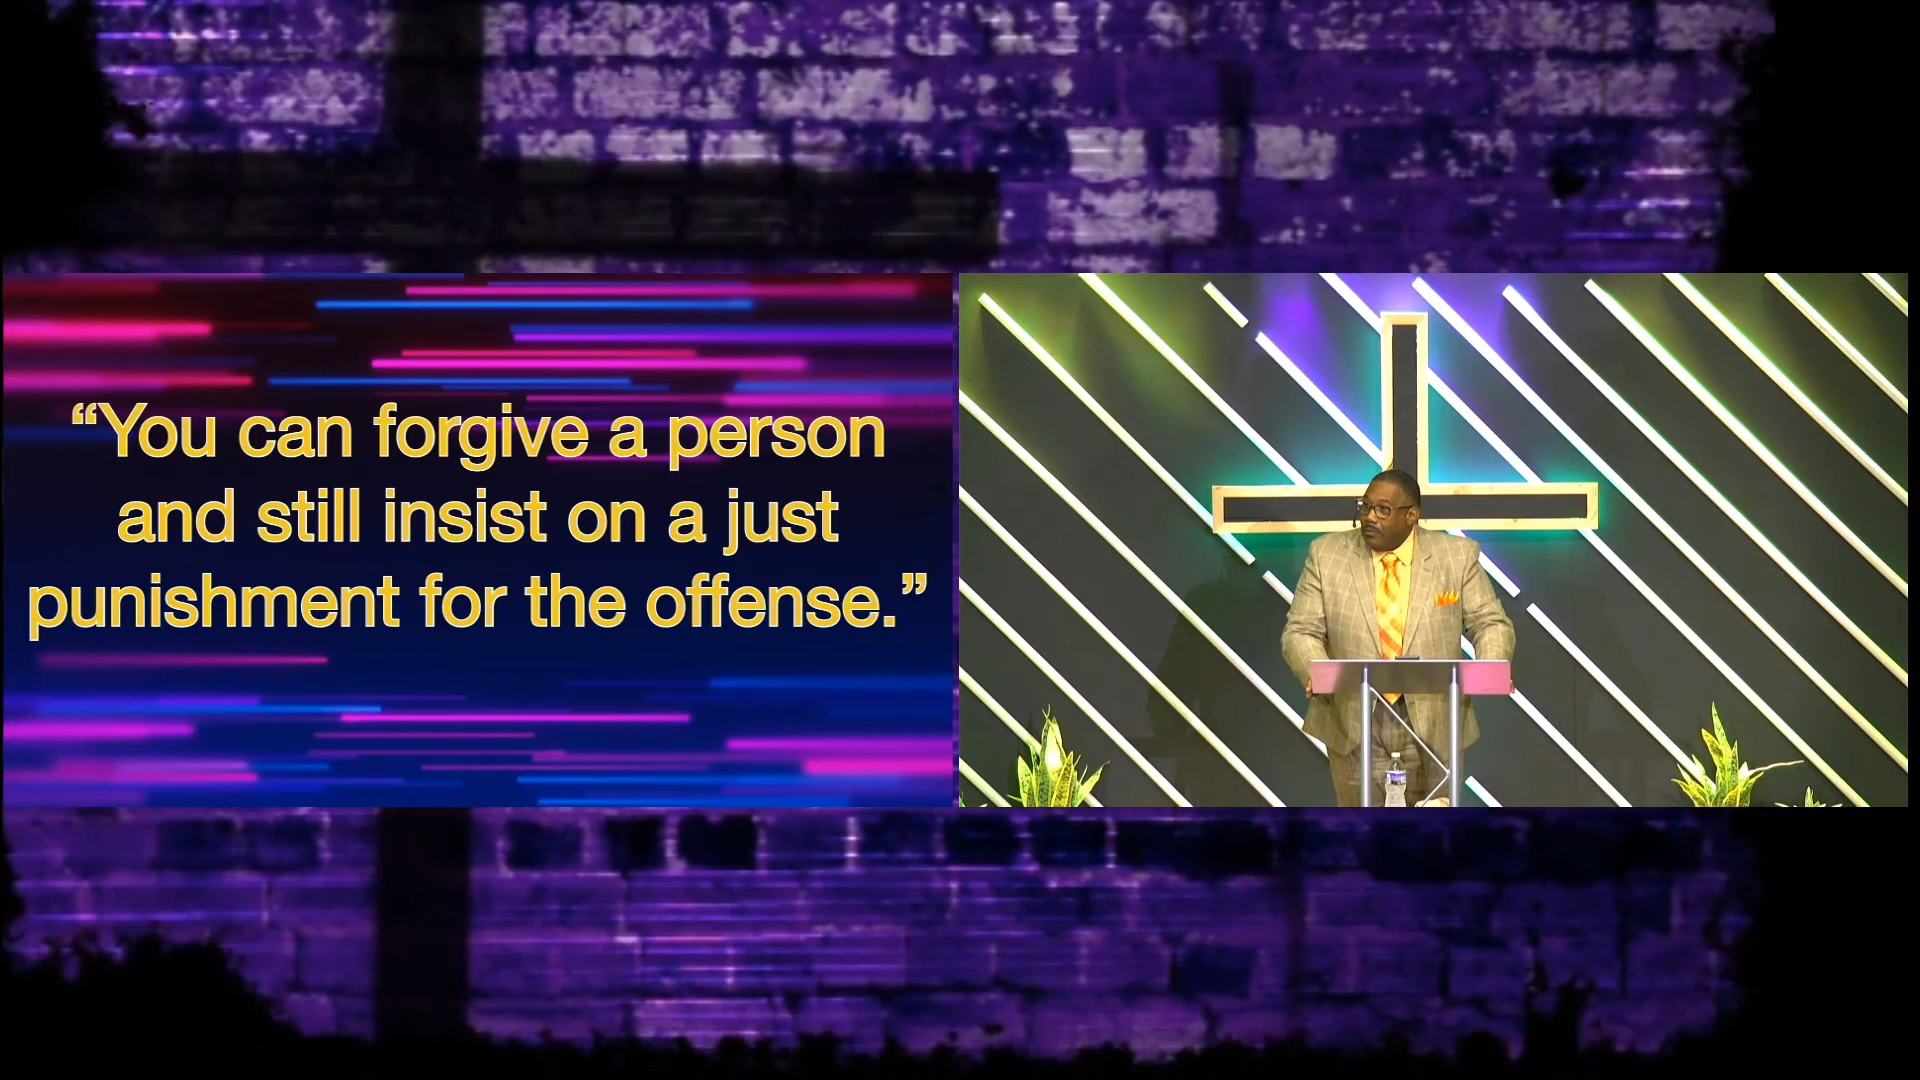 “You can forgive a person
and still insist on a just
punishment for the offense.”